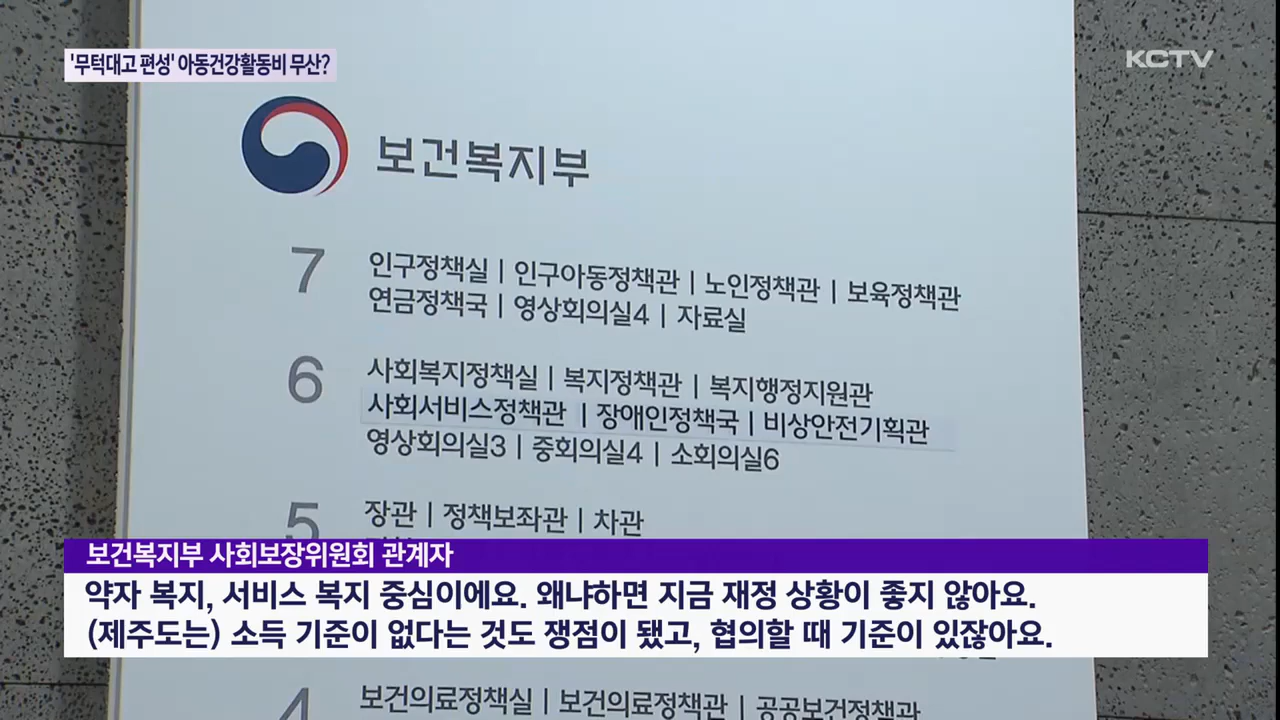 '무턱대고 편성' 아동건강활동비 무산?
KCTV
보건복지부
7
인구정책실 | 인구아동정책관 | 노인정책관 | 보육정책관
연금정책국 | 영상회의실4 | 자료실
6
사회복지정책실 | 복지정책관 | 복지행정지원관
사회서비스정책관 | 장애인정책국 | 비상안전기획관
영상회의실3 | 중회의실4 | 소회의실6
5
장관 | 정책보좌관 | 차관
보건복지부 사회보장위원회 관계자
약자 복지, 서비스 복지 중심이에요. 왜냐하면 지금 재정 상황이 좋지 않아요.
(제주도는) 소득 기준이 없다는 것도 쟁점이 됐고, 협의할 때 기준이 있잖아요.
4
보건의료정책실 | 보건의료정책관 | 공공보건정책관